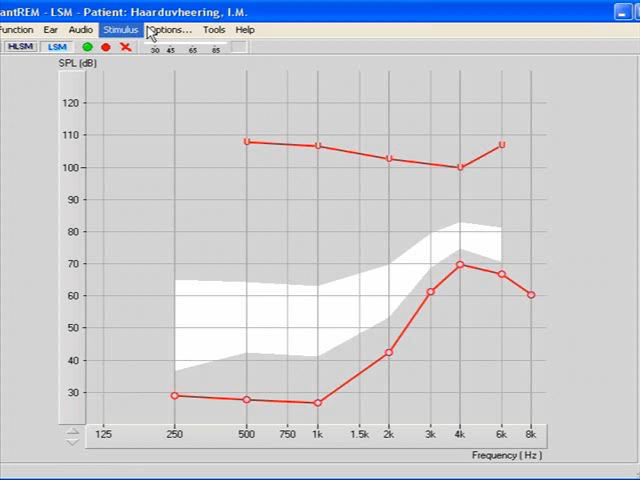 antREM - LSM - Patient: Haarduvheering, I.M.
Function Ear Audio Stimulus Options... Tools Help
HLSM LSM 30 45 65 85
SPL (dB)
120
110
100
90
80
70
60
50
40
30
U U U U U
125 250 500 750 1k 1.5k 2k 3k 4k 6k 8k
Frequency ( Hz )